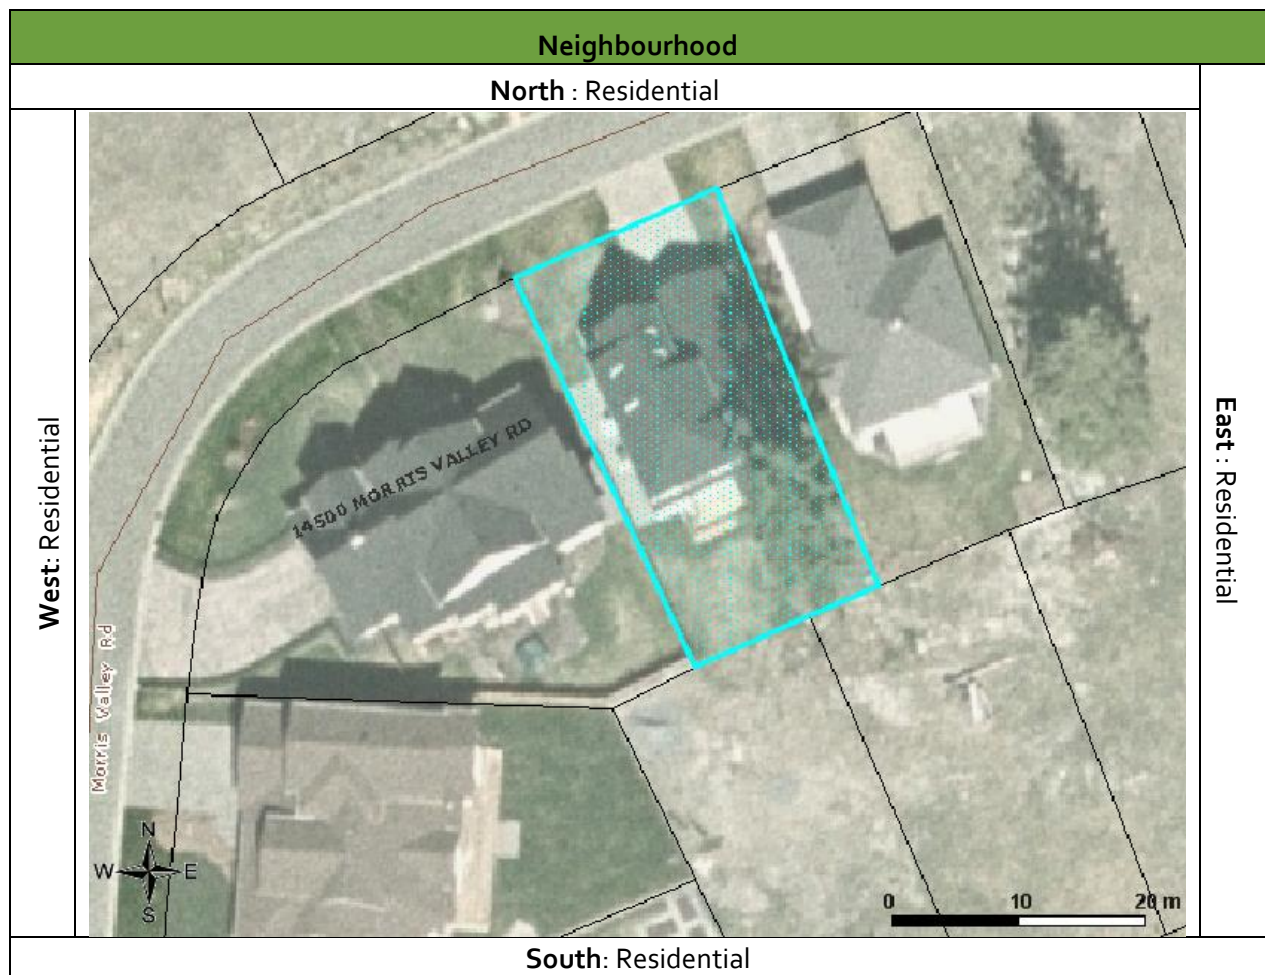 Neighbourhood
North : Residential
West: Residential
East : Residential
14500 MORRIS VALLEY RD
Morris Valley Rd
N
W E
S
0 10 20 m
South: Residential